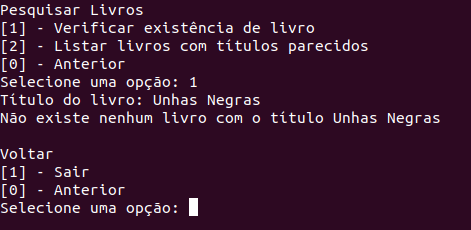 Pesquisar Livros
[1] - Verificar existência de livro
[2] - Listar livros com títulos parecidos
[0] - Anterior
Selecione uma opção: 1
Título do livro: Unhas Negras
Não existe nenhum livro com o título Unhas Negras
Voltar
[1] - Sair
[0] - Anterior
Selecione uma opção: